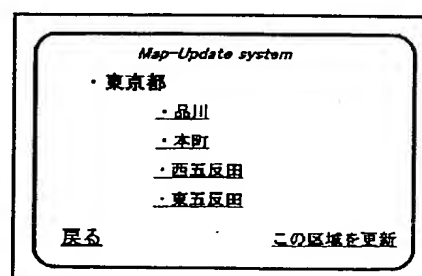 Map-Update system
・東京都
・品川
・本町
・西五反田
・東五反田
戻る この区域を更新